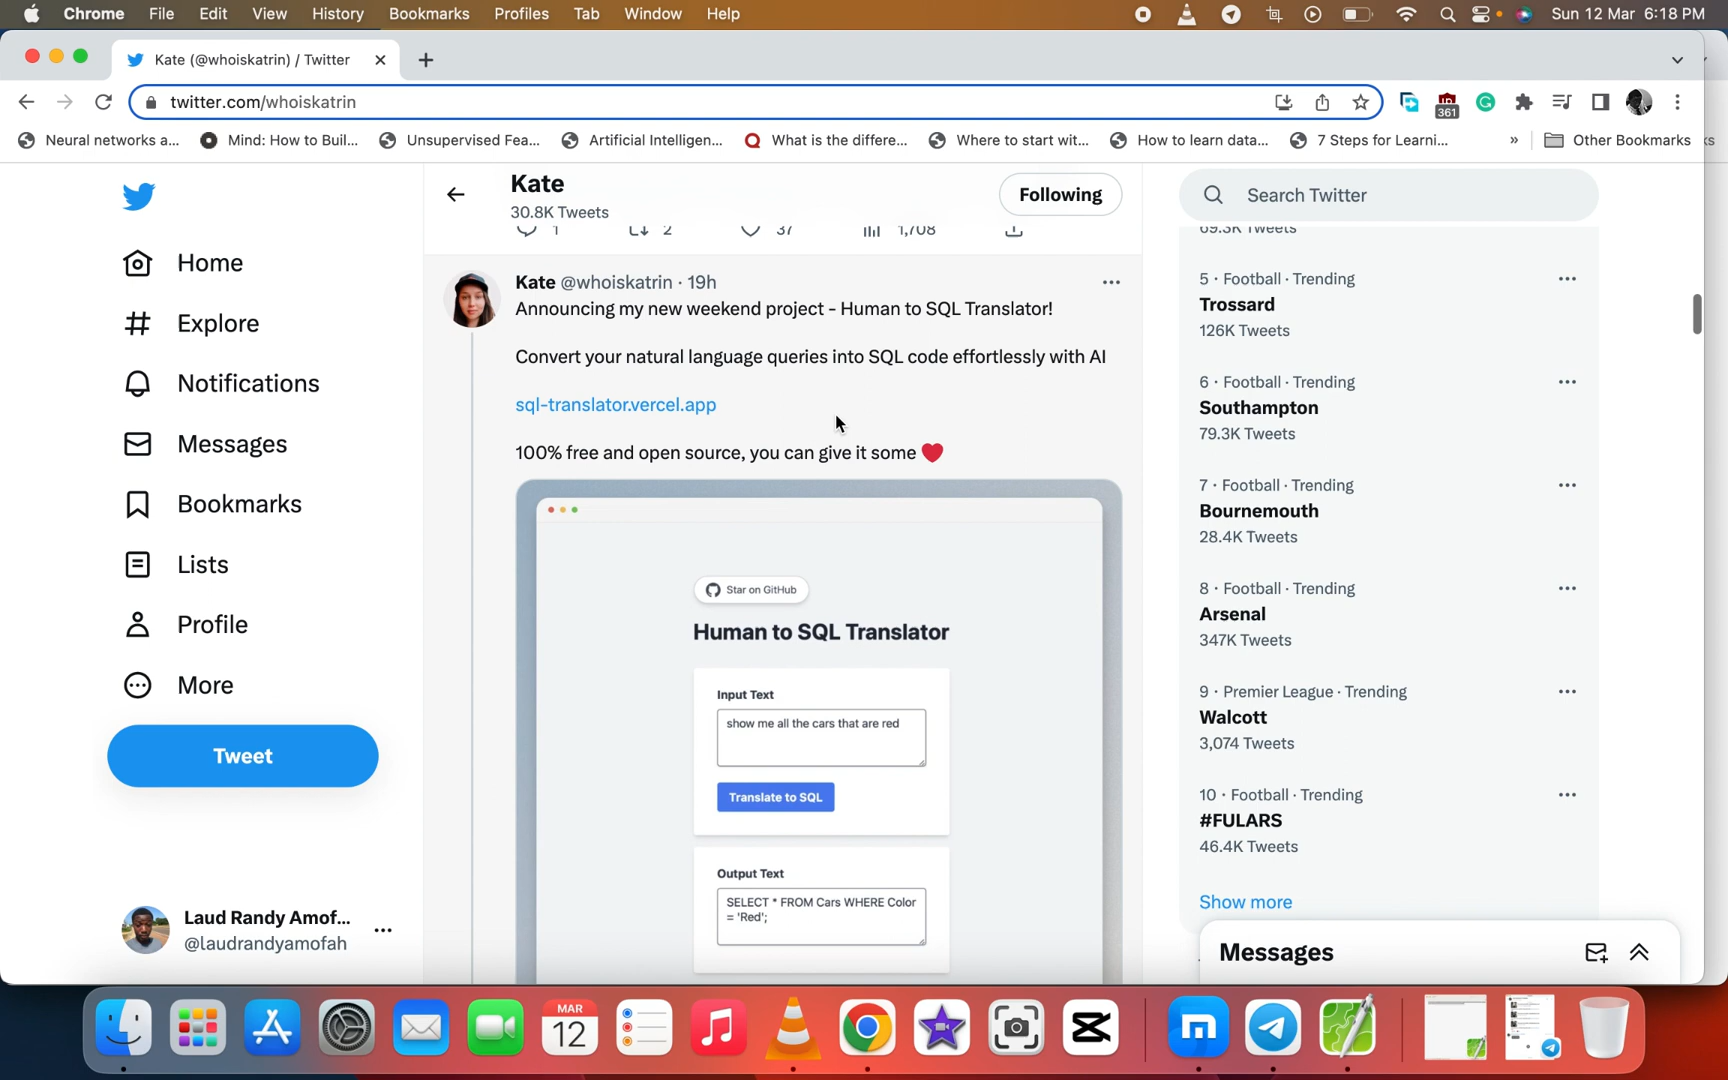 Chrome File Edit View History Bookmarks Profiles Tab Window Help Sun 12 Mar 6:18 PM
Kate (@whoiskatrin) / Twitter
twitter.com/whoiskatrin
361
Neural networks a... Mind: How to Buil... Unsupervised Fea... Artificial Intelligen... What is the differe... Where to start wit... How to learn data... 7 Steps for Learni... » Other Bookmarks
Home
Explore
Notifications
Messages
Bookmarks
Lists
Profile
More
Tweet
Laud Randy Amof...
@laudrandyamofah
Kate
30.8K Tweets
Following
1 2 37 1,708
Kate @whoiskatrin · 19h
Announcing my new weekend project - Human to SQL Translator!
Convert your natural language queries into SQL code effortlessly with AI
sql-translator.vercel.app
100% free and open source, you can give it some ❤️
Star on GitHub
Human to SQL Translator
Input Text
show me all the cars that are red
Translate to SQL
Output Text
SELECT * FROM Cars WHERE Color
= 'Red';
Search Twitter
69.3K Tweets
5 · Football · Trending
Trossard
126K Tweets
6 · Football · Trending
Southampton
79.3K Tweets
7 · Football · Trending
Bournemouth
28.4K Tweets
8 · Football · Trending
Arsenal
347K Tweets
9 · Premier League · Trending
Walcott
3,074 Tweets
10 · Football · Trending
#FULARS
46.4K Tweets
Show more
Messages
MAR
12